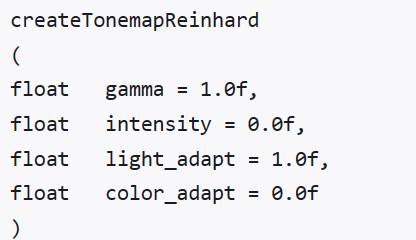 createTonemapReinhard
(
float gamma = 1.0f,
float intensity = 0.0f,
float light_adapt = 1.0f,
float color_adapt = 0.0f
)